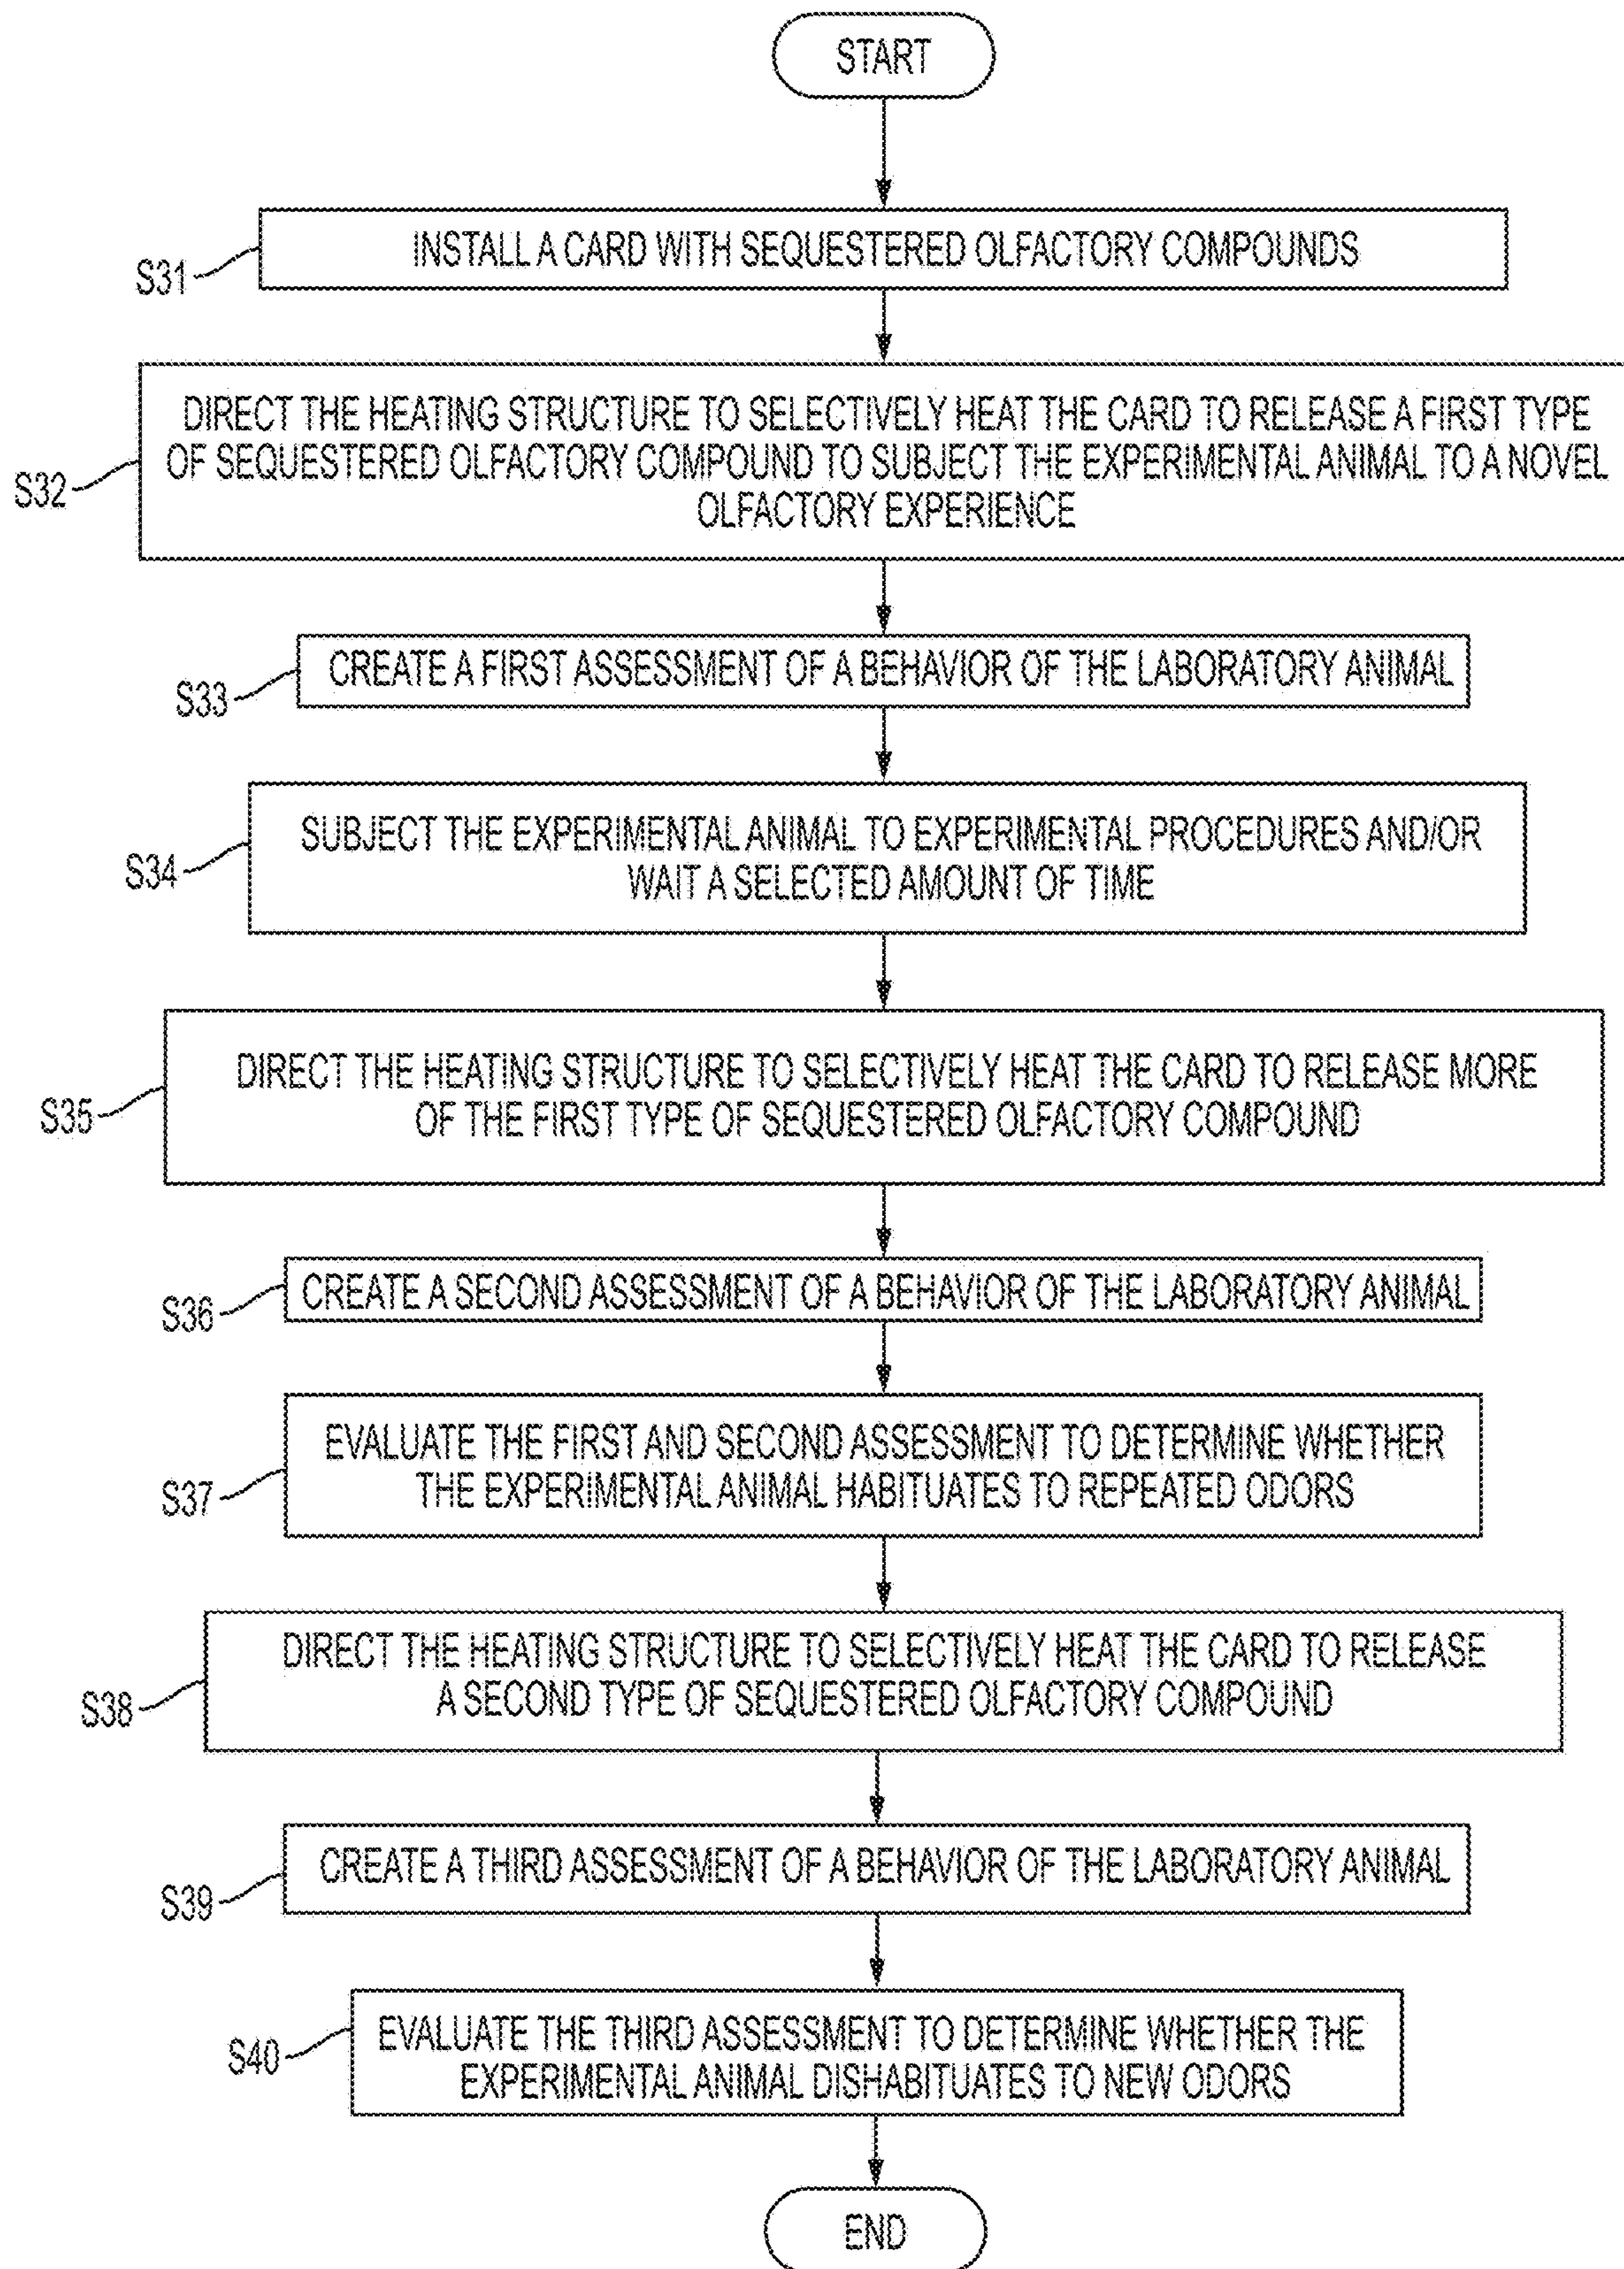 START
S31
INSTALL A CARD WITH SEQUESTERED OLFACTORY COMPOUNDS
S32
DIRECT THE HEATING STRUCTURE TO SELECTIVELY HEAT THE CARD TO RELEASE A FIRST TYPE
OF SEQUESTERED OLFACTORY COMPOUND TO SUBJECT THE EXPERIMENTAL ANIMAL TO A NOVEL
OLFACTORY EXPERIENCE
S33
CREATE A FIRST ASSESSMENT OF A BEHAVIOR OF THE LABORATORY ANIMAL
S34
SUBJECT THE EXPERIMENTAL ANIMAL TO EXPERIMENTAL PROCEDURES AND/OR
WAIT A SELECTED AMOUNT OF TIME
S35
DIRECT THE HEATING STRUCTURE TO SELECTIVELY HEAT THE CARD TO RELEASE MORE
OF THE FIRST TYPE OF SEQUESTERED OLFACTORY COMPOUND
S36
CREATE A SECOND ASSESSMENT OF A BEHAVIOR OF THE LABORATORY ANIMAL
S37
EVALUATE THE FIRST AND SECOND ASSESSMENT TO DETERMINE WHETHER
THE EXPERIMENTAL ANIMAL HABITUATES TO REPEATED ODORS
S38
DIRECT THE HEATING STRUCTURE TO SELECTIVELY HEAT THE CARD TO RELEASE
A SECOND TYPE OF SEQUESTERED OLFACTORY COMPOUND
S39
CREATE A THIRD ASSESSMENT OF A BEHAVIOR OF THE LABORATORY ANIMAL
S40
EVALUATE THE THIRD ASSESSMENT TO DETERMINE WHETHER THE
EXPERIMENTAL ANIMAL DISHABITUATES TO NEW ODORS
END